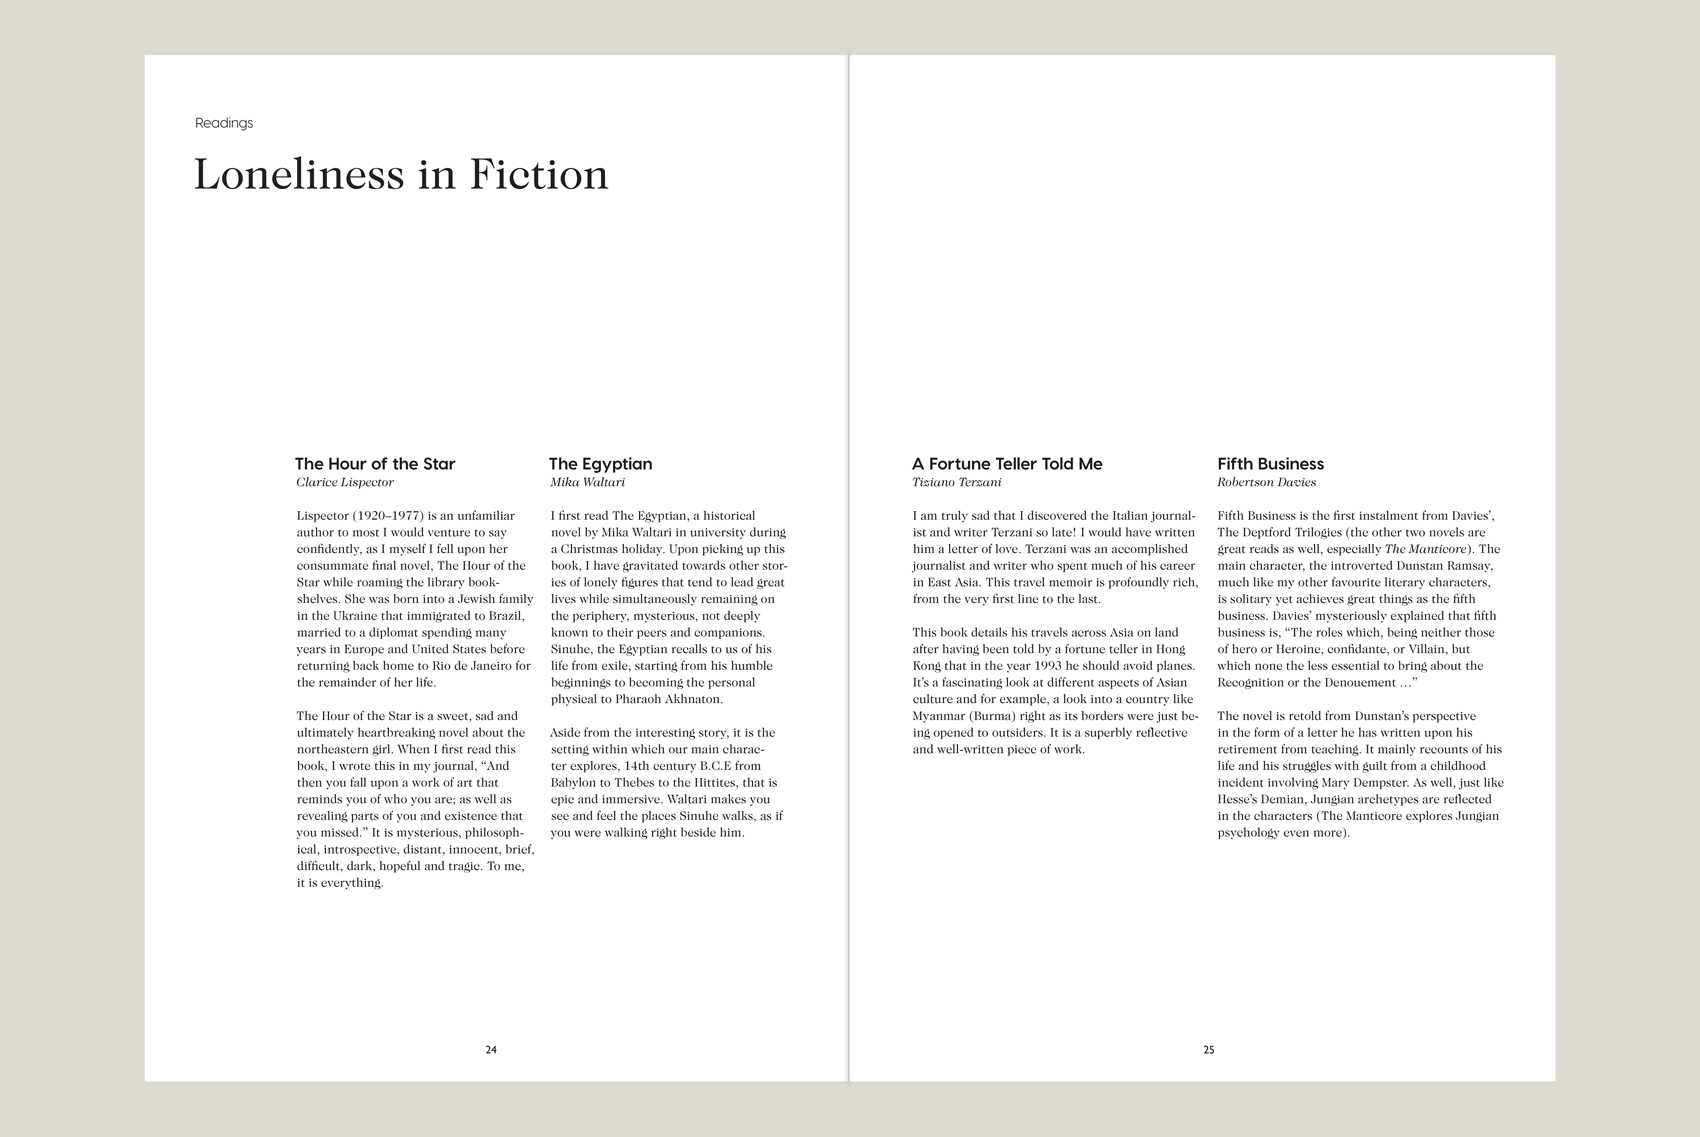 Readings
Loneliness in Fiction
The Hour of the Star
Clarice Lispector
Lispector (1920–1977) is an unfamiliar
author to most I would venture to say
confidently, as I myself I fell upon her
consummate final novel, The Hour of the
Star while roaming the library book-
shelves. She was born into a Jewish family
in the Ukraine that immigrated to Brazil,
married to a diplomat spending many
years in Europe and United States before
returning back home to Rio de Janeiro for
the remainder of her life.
The Hour of the Star is a sweet, sad and
ultimately heartbreaking novel about the
northeastern girl. When I first read this
book, I wrote this in my journal, “And
then you fall upon a work of art that
reminds you of who you are; as well as
revealing parts of you and existence that
you missed.” It is mysterious, philosoph-
ical, introspective, distant, innocent, brief,
difficult, dark, hopeful and tragic. To me,
it is everything.
The Egyptian
Mika Waltari
I first read The Egyptian, a historical
novel by Mika Waltari in university during
a Christmas holiday. Upon picking up this
book, I have gravitated towards other stor-
ies of lonely figures that tend to lead great
lives while simultaneously remaining on
the periphery, mysterious, not deeply
known to their peers and companions.
Sinuhe, the Egyptian recalls to us of his
life from exile, starting from his humble
beginnings to becoming the personal
physical to Pharaoh Akhnaton.
Aside from the interesting story, it is the
setting within which our main charac-
ter explores, 14th century B.C.E from
Babylon to Thebes to the Hittites, that is
epic and immersive. Waltari makes you
see and feel the places Sinuhe walks, as if
you were walking right beside him.
24
A Fortune Teller Told Me
Tiziano Terzani
I am truly sad that I discovered the Italian journal-
ist and writer Terzani so late! I would have written
him a letter of love. Terzani was an accomplished
journalist and writer who spent much of his career
in East Asia. This travel memoir is profoundly rich,
from the very first line to the last.
This book details his travels across Asia on land
after having been told by a fortune teller in Hong
Kong that in the year 1993 he should avoid planes.
It’s a fascinating look at different aspects of Asian
culture and for example, a look into a country like
Myanmar (Burma) right as its borders were just be-
ing opened to outsiders. It is a superbly reflective
and well-written piece of work.
Fifth Business
Robertson Davies
Fifth Business is the first instalment from Davies’,
The Deptford Trilogies (the other two novels are
great reads as well, especially The Manticore). The
main character, the introverted Dunstan Ramsay,
much like my other favourite literary characters,
is solitary yet achieves great things as the fifth
business. Davies’ mysteriously explained that fifth
business is, “The roles which, being neither those
of hero or Heroine, confidante, or Villain, but
which none the less essential to bring about the
Recognition or the Denouement …”
The novel is retold from Dunstan’s perspective
in the form of a letter he has written upon his
retirement from teaching. It mainly recounts of his
life and his struggles with guilt from a childhood
incident involving Mary Dempster. As well, just like
Hesse’s Demian, Jungian archetypes are reflected
in the characters (The Manticore explores Jungian
psychology even more).
25